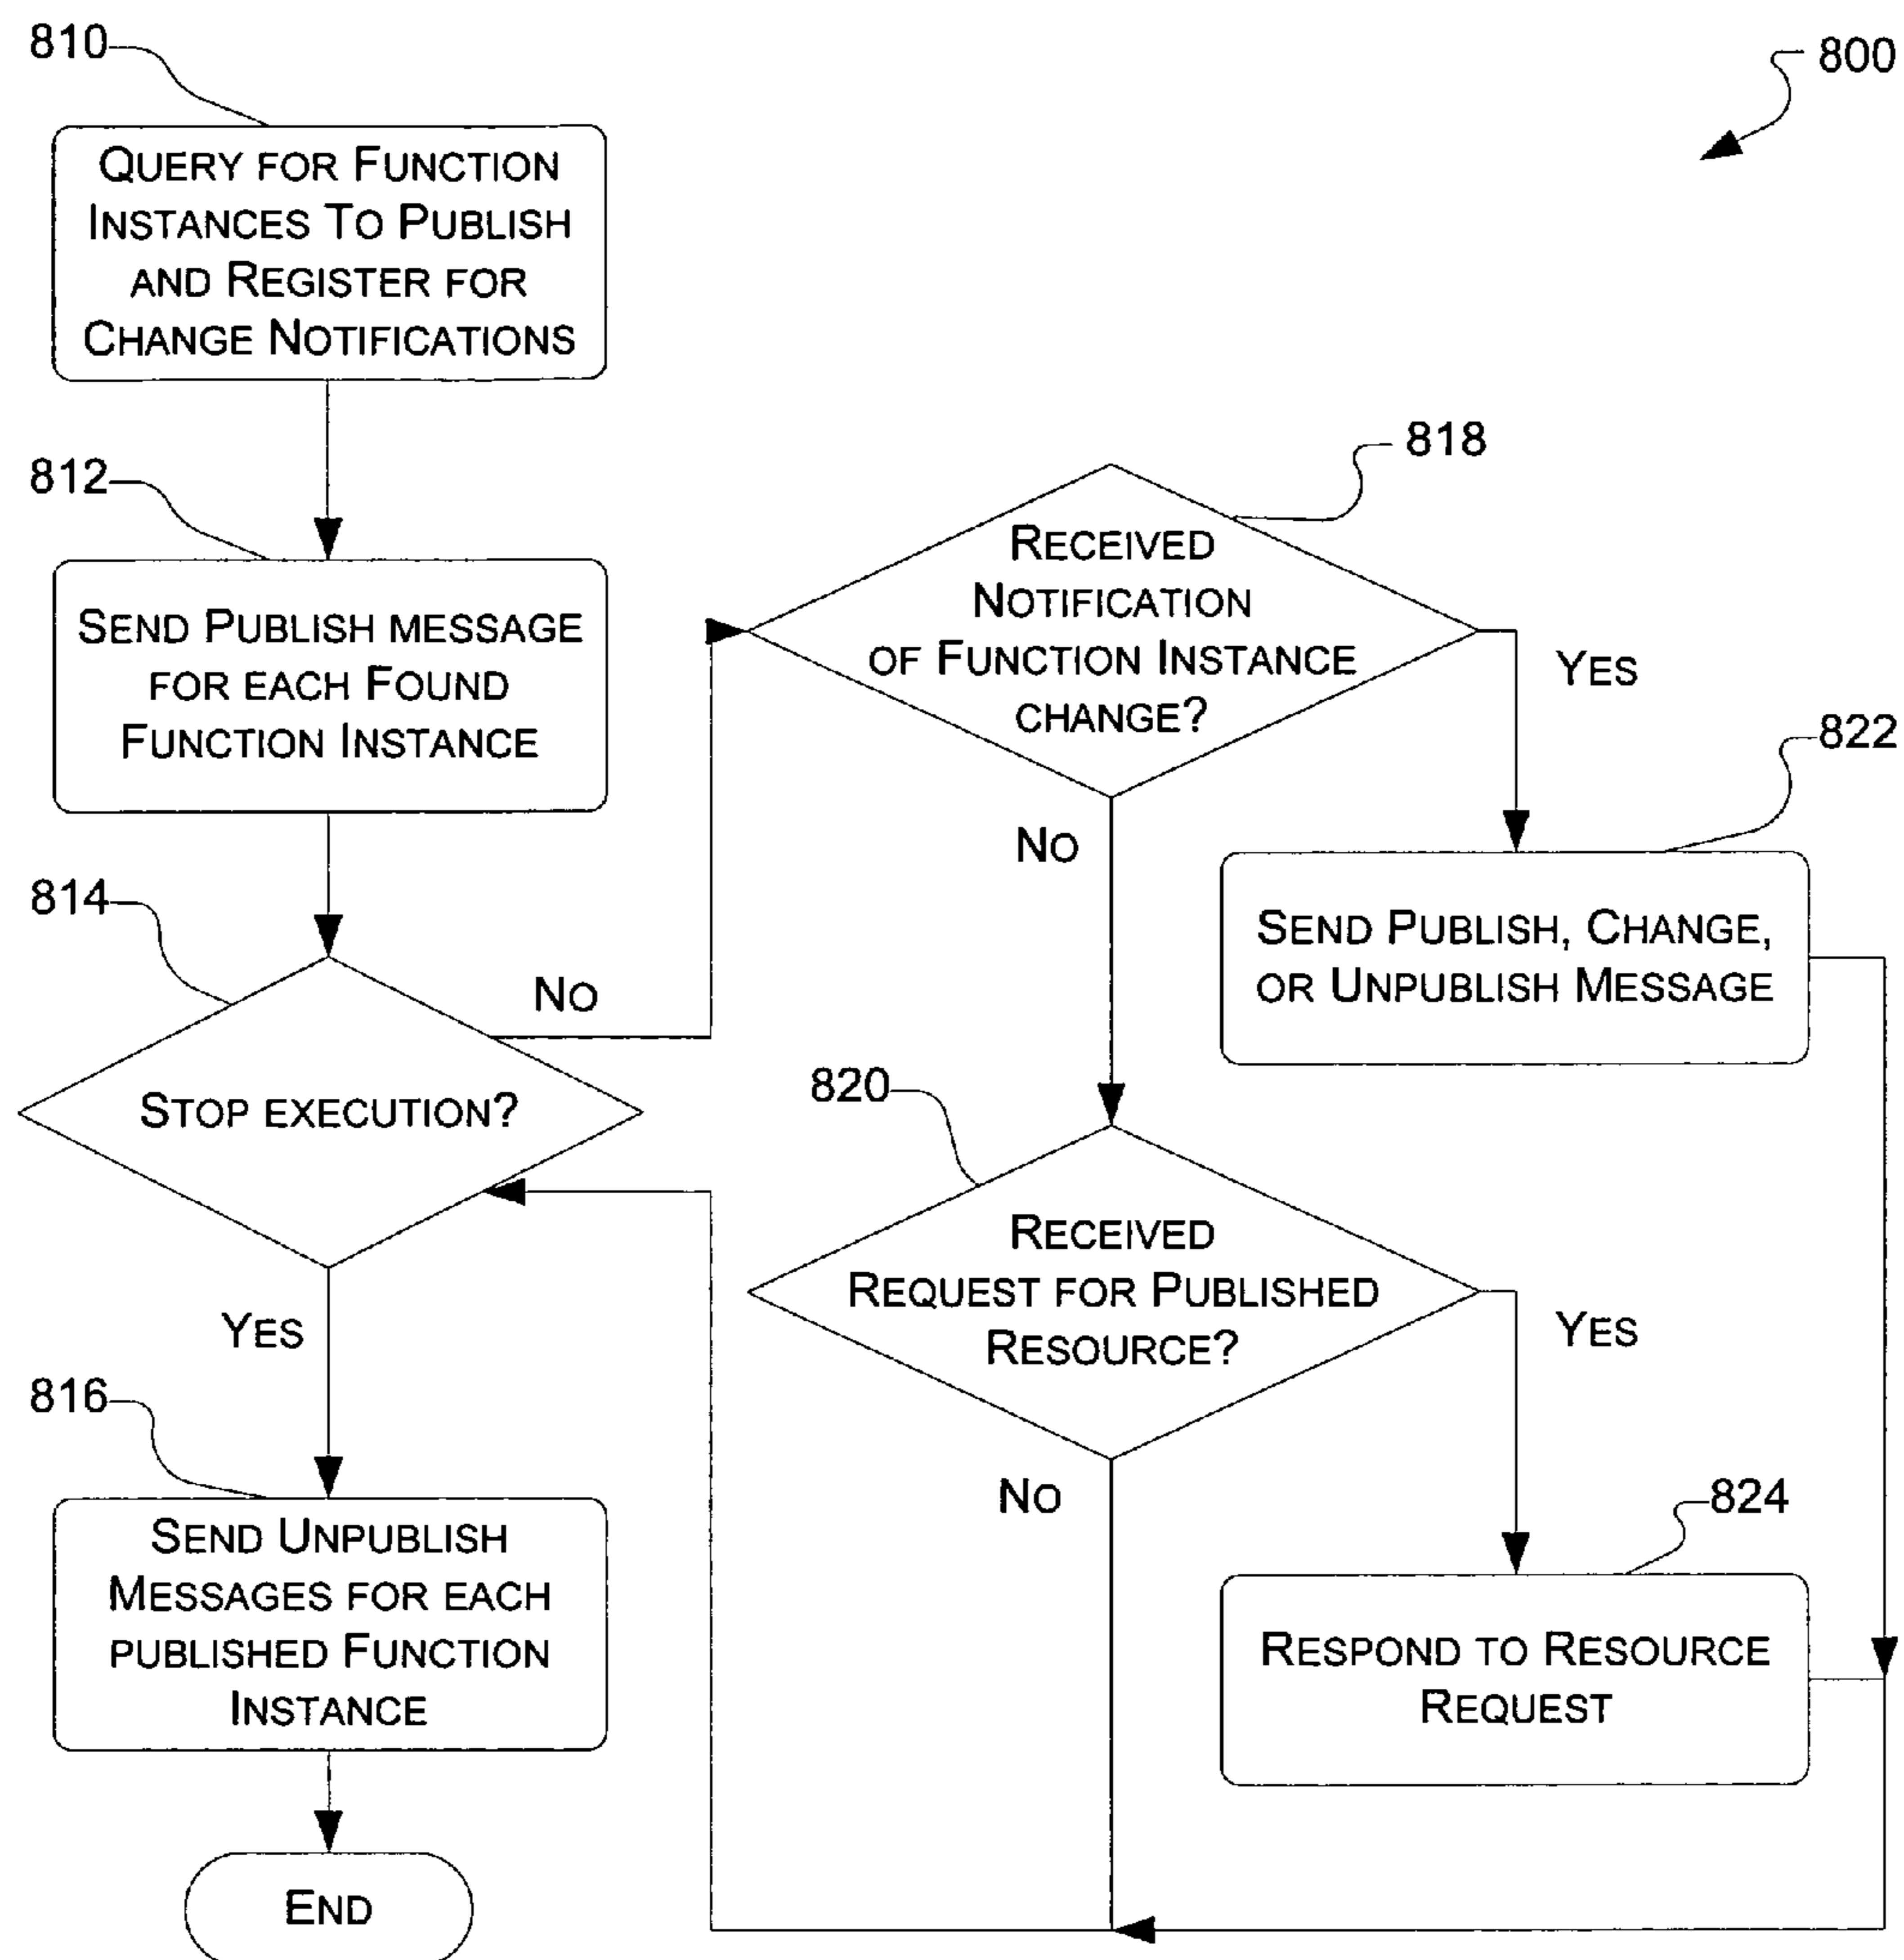 810
800
QUERY FOR FUNCTION
INSTANCES TO PUBLISH
AND REGISTER FOR
CHANGE NOTIFICATIONS
812
SEND PUBLISH MESSAGE
FOR EACH FOUND
FUNCTION INSTANCE
814
NO
STOP EXECUTION?
YES
816
SEND UNPUBLISH
MESSAGES FOR EACH
PUBLISHED FUNCTION
INSTANCE
END
818
RECEIVED
NOTIFICATION
OF FUNCTION INSTANCE
CHANGE?
YES
NO
822
SEND PUBLISH, CHANGE,
OR UNPUBLISH MESSAGE
820
RECEIVED
REQUEST FOR PUBLISHED
RESOURCE?
YES
NO
824
RESPOND TO RESOURCE
REQUEST